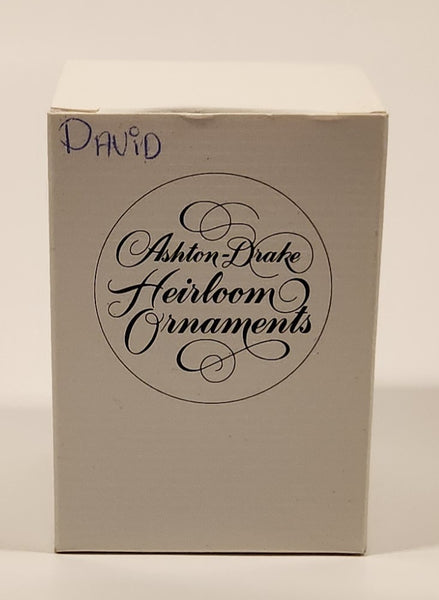 DAViD
Ashton-Drake
Heirloom
Ornaments